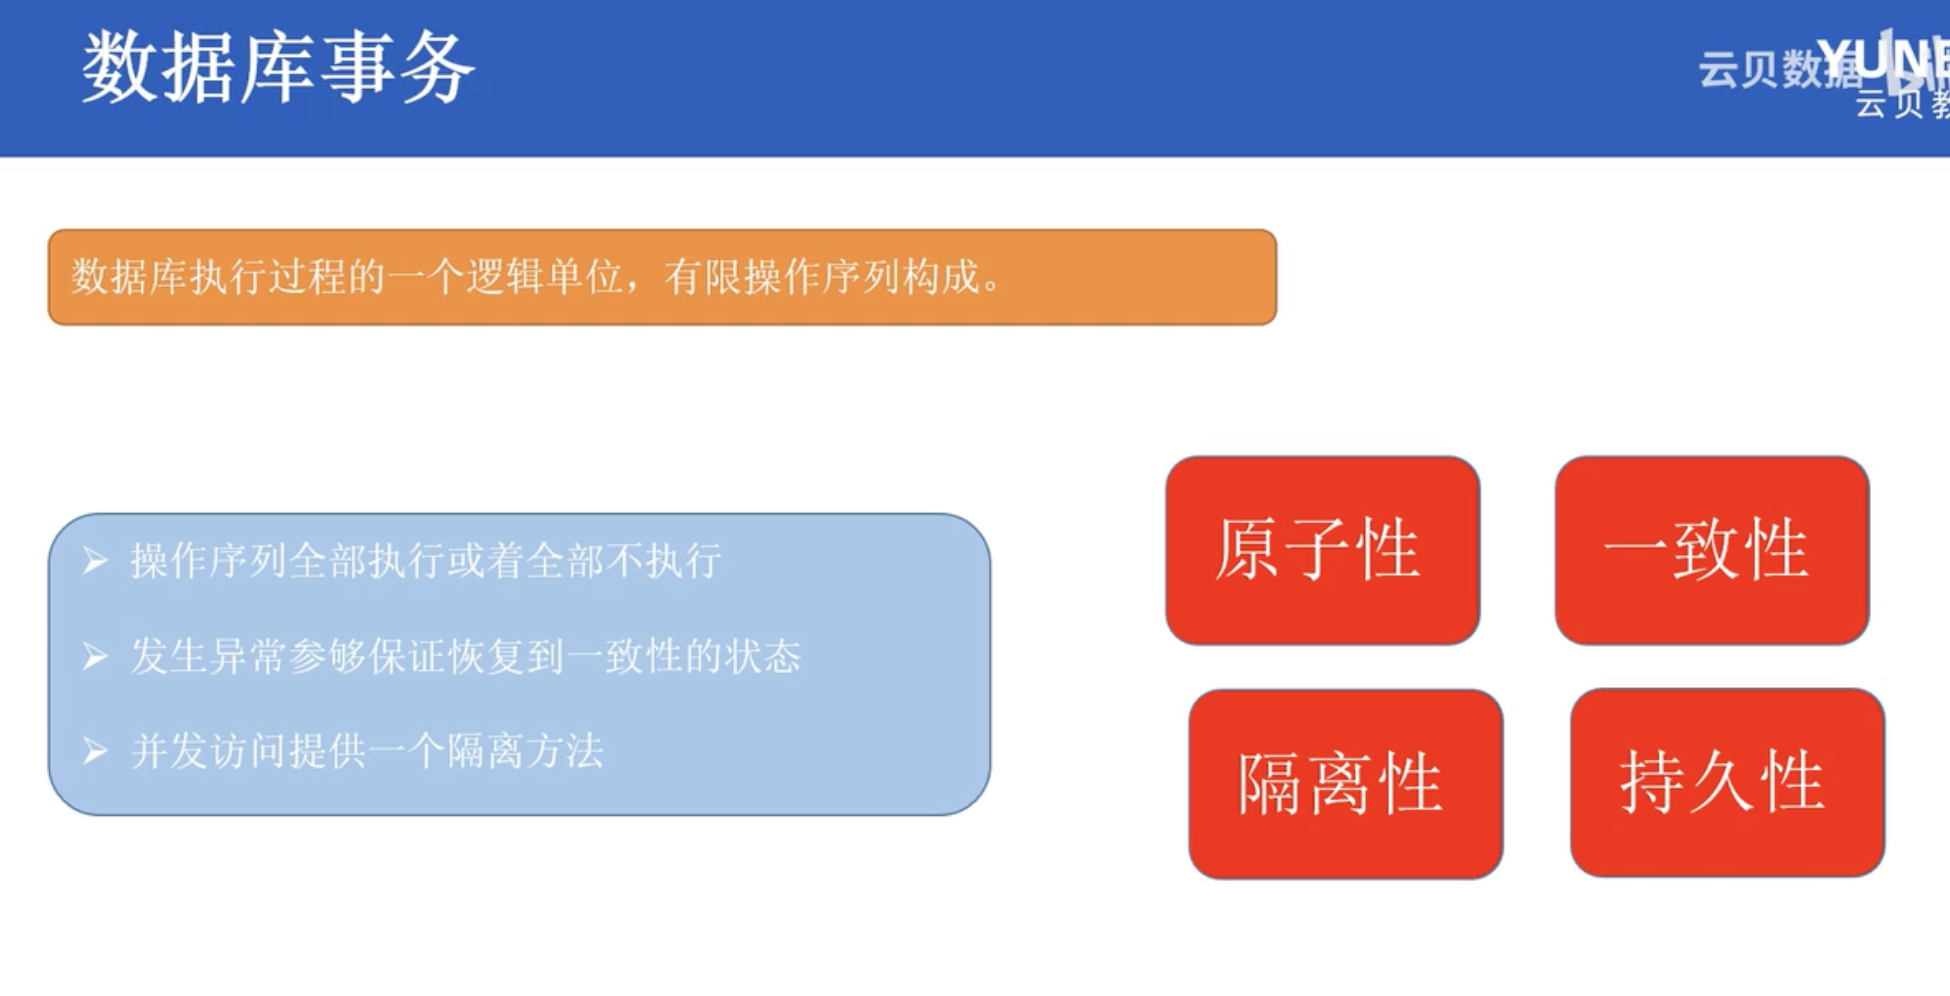 数据库事务
云贝数据
YUNE
云贝教
数据库执行过程的一个逻辑单位，有限操作序列构成。
➢ 操作序列全部执行或着全部不执行
➢ 发生异常参够保证恢复到一致性的状态
➢ 并发访问提供一个隔离方法
原子性
一致性
隔离性
持久性